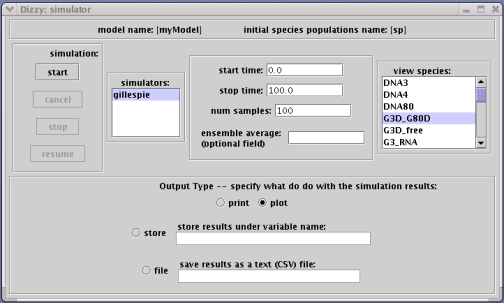 Dizzy: simulator
model name: [myModel] initial species populations name: [sp]
simulation:
start
cancel
stop
resume
simulators:
gillespie
start time: 0.0
stop time: 100.0
num samples: 100
ensemble average:
(optional field)
view species:
DNA3
DNA4
DNA80
G3D_G80D
G3D_free
G3_RNA
Output Type -- specify what do do with the simulation results:
print plot
store store results under variable name:
file save results as a text (CSV) file: